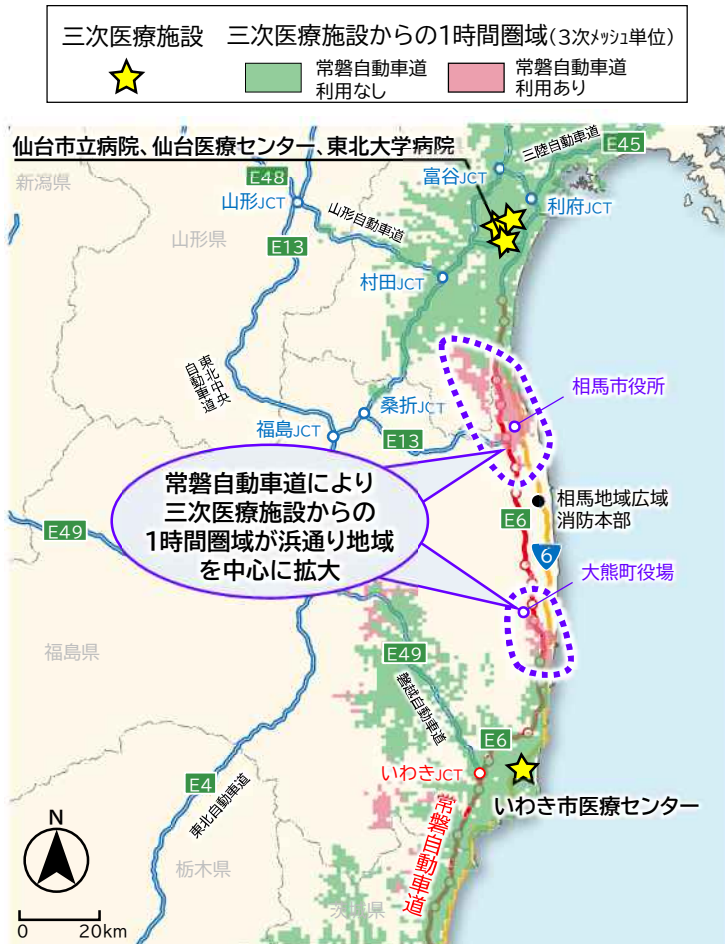 三次医療施設
三次医療施設からの1時間圏域(3次メッシュ単位)
常磐自動車道
利用なし
常磐自動車道
利用あり
仙台市立病院、仙台医療センター、東北大学病院
三陸自動車道
E45
新潟県
E48
富谷JCT
山形JCT
利府JCT
山形自動車道
山形県
E13
村田JCT
東北中央
自動車道
相馬市役所
桑折JCT
福島JCT
E13
常磐自動車道により
三次医療施設からの
1時間圏域が浜通り地域
を中心に拡大
相馬地域広域
消防本部
E6
E49
6
大熊町役場
福島県
E49
磐越自動車道
E6
いわきJCT
E4
東北自動車道
いわき市医療センター
常磐自動車道
N
栃木県
茨城県
0
20km